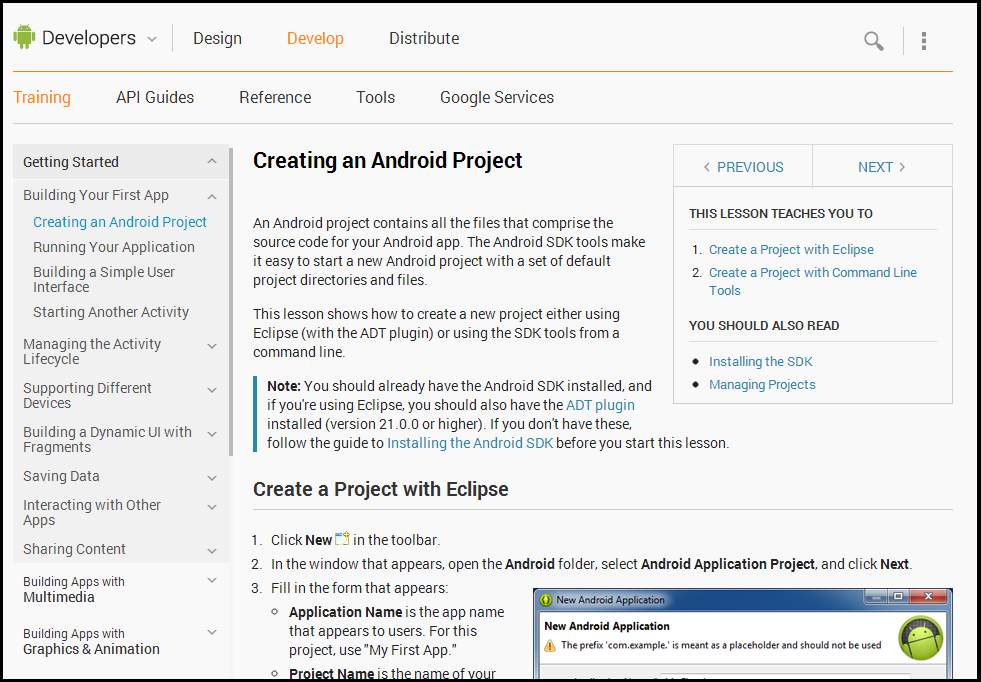 Developers
Design
Develop
Distribute
Training
API Guides
Reference
Tools
Google Services
Getting Started
Building Your First App
Creating an Android Project
Running Your Application
Building a Simple User
Interface
Starting Another Activity
Managing the Activity
Lifecycle
Supporting Different
Devices
Building a Dynamic UI with
Fragments
Saving Data
Interacting with Other
Apps
Sharing Content
Building Apps with
Multimedia
Building Apps with
Graphics & Animation
Creating an Android Project
PREVIOUS
NEXT
THIS LESSON TEACHES YOU TO
1. Create a Project with Eclipse
2. Create a Project with Command Line
Tools
YOU SHOULD ALSO READ
Installing the SDK
Managing Projects
An Android project contains all the files that comprise the
source code for your Android app. The Android SDK tools make
it easy to start a new Android project with a set of default
project directories and files.
This lesson shows how to create a new project either using
Eclipse (with the ADT plugin) or using the SDK tools from a
command line.
Note: You should already have the Android SDK installed, and
if you're using Eclipse, you should also have the ADT plugin
installed (version 21.0.0 or higher). If you don't have these,
follow the guide to Installing the Android SDK before you start this lesson.
Create a Project with Eclipse
1. Click New in the toolbar.
2. In the window that appears, open the Android folder, select Android Application Project, and click Next.
3. Fill in the form that appears:
Application Name is the app name
that appears to users. For this
project, use "My First App."
Project Name is the name of your
New Android Application
New Android Application
The prefix 'com.example.' is meant as a placeholder and should not be used